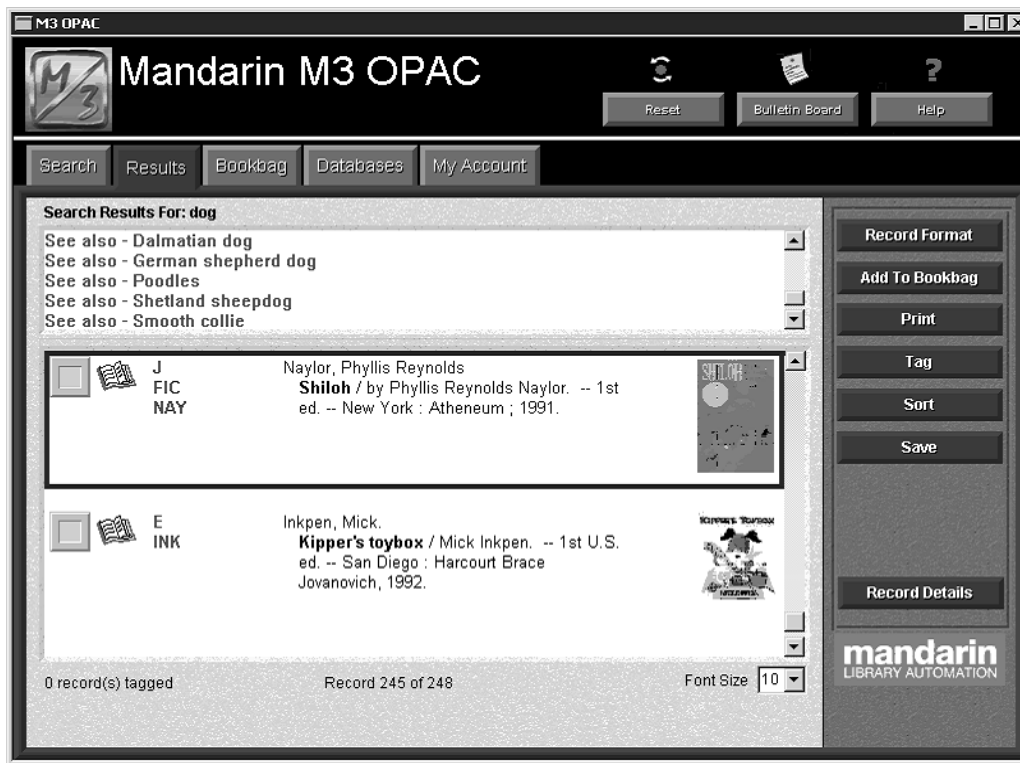 M3 OPAC
M/3
Mandarin M3 OPAC
?
Reset
Bulletin Board
Help
Search
Results
Bookbag
Databases
My Account
Search Results For: dog
See also - Dalmatian dog
See also - German shepherd dog
See also - Poodles
See also - Shetland sheepdog
See also - Smooth collie
J
FIC
NAY
Naylor, Phyllis Reynolds
Shiloh / by Phyllis Reynolds Naylor. -- 1st
ed. -- New York : Atheneum ; 1991.
SHILOH
E
INK
Inkpen, Mick.
Kipper's toybox / Mick Inkpen. -- 1st U.S.
ed. -- San Diego : Harcourt Brace
Jovanovich, 1992.
KIPPER'S TOYBOX
0 record(s) tagged
Record 245 of 248
Font Size 10
Record Format
Add To Bookbag
Print
Tag
Sort
Save
Record Details
mandarin
LIBRARY AUTOMATION